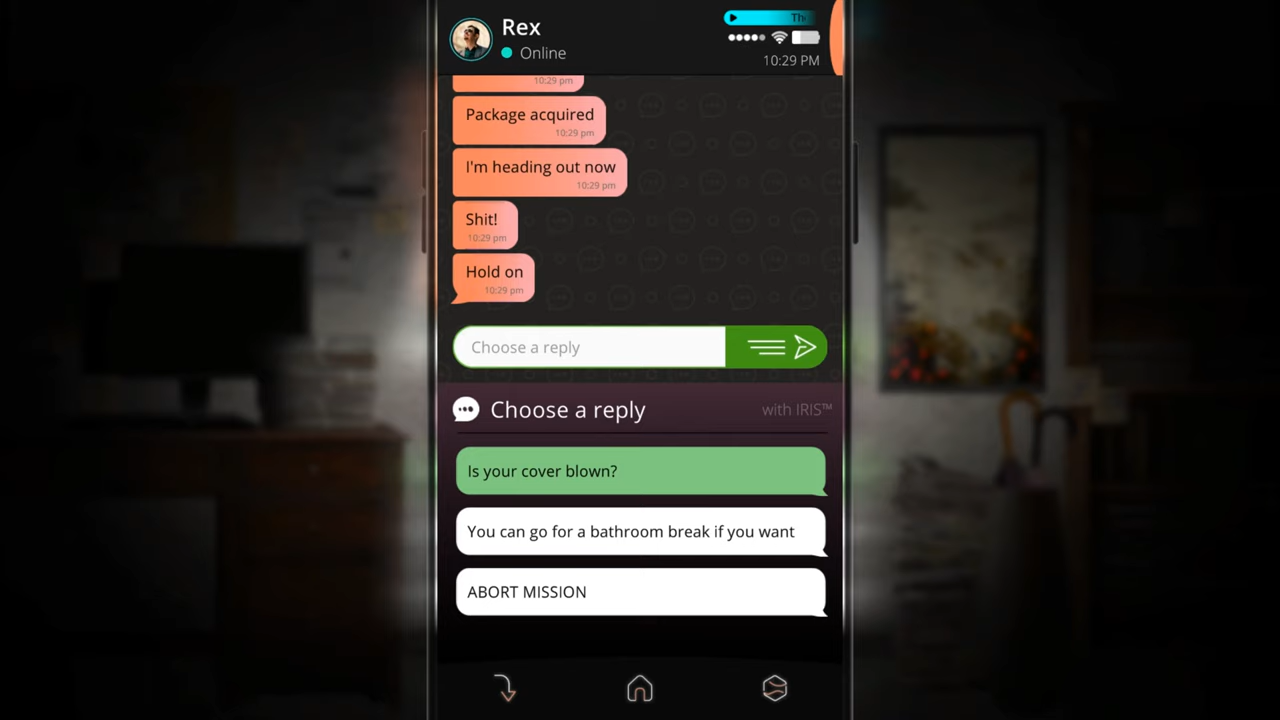 Rex
Online
10:29 PM
10:29 pm
Package acquired
10:29 pm
I'm heading out now
10:29 pm
Shit!
10:29 pm
Hold on
10:29 pm
Choose a reply
Choose a reply
with IRIS™
Is your cover blown?
You can go for a bathroom break if you want
ABORT MISSION